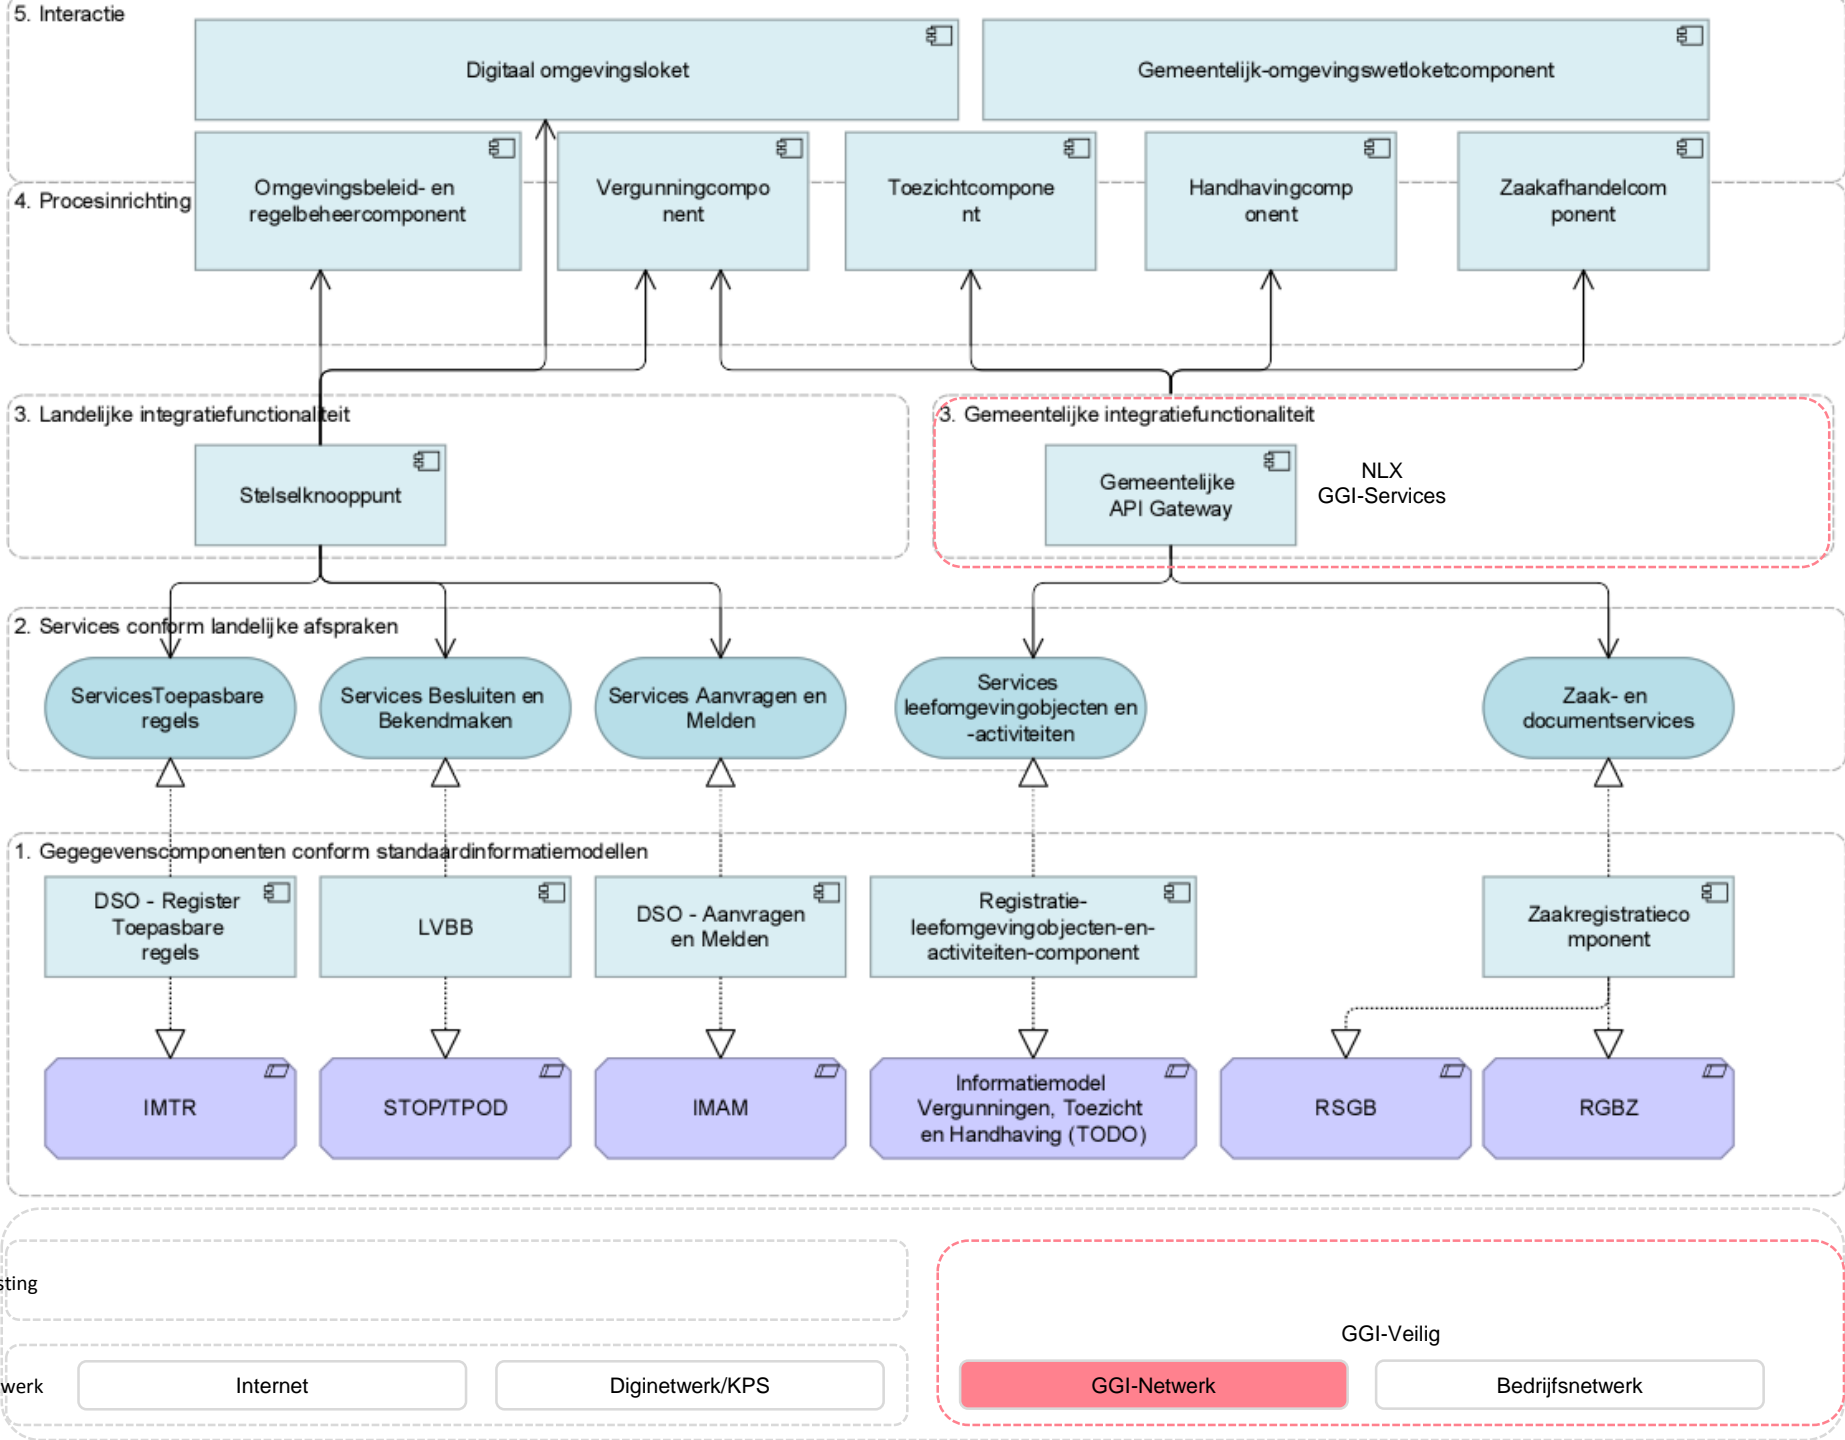 5. Interactie
Digitaal omgevingsloket
Gemeentelijk-omgevingswetloketcomponent
4. Procesinrichting
Omgevingsbeleid- en
regelbeheercomponent
Vergunningcompo
nent
Toezichtcompone
nt
Handhavingcomp
onent
Zaakafhandelcom
ponent
3. Landelijke integratiefunctionaliteit
Stelselknooppunt
3. Gemeentelijke integratiefunctionaliteit
Gemeentelijke
API Gateway
NLX
GGI-Services
2. Services conform landelijke afspraken
ServicesToepasbare
regels
Services Besluiten en
Bekendmaken
Services Aanvragen en
Melden
Services
leefomgevingobjecten en
-activiteiten
Zaak- en
documentservices
1. Gegegevenscomponenten conform standaardinformatiemodellen
DSO - Register
Toepasbare
regels
LVBB
DSO - Aanvragen
en Melden
Registratie-
leefomgevingobjecten-en-
activiteiten-component
Zaakregistratieco
mponent
IMTR
STOP/TPOD
IMAM
Informatiemodel
Vergunningen, Toezicht
en Handhaving (TODO)
RSGB
RGBZ
sting
GGI-Veilig
werk
Internet
Diginetwerk/KPS
GGI-Netwerk
Bedrijfsnetwerk